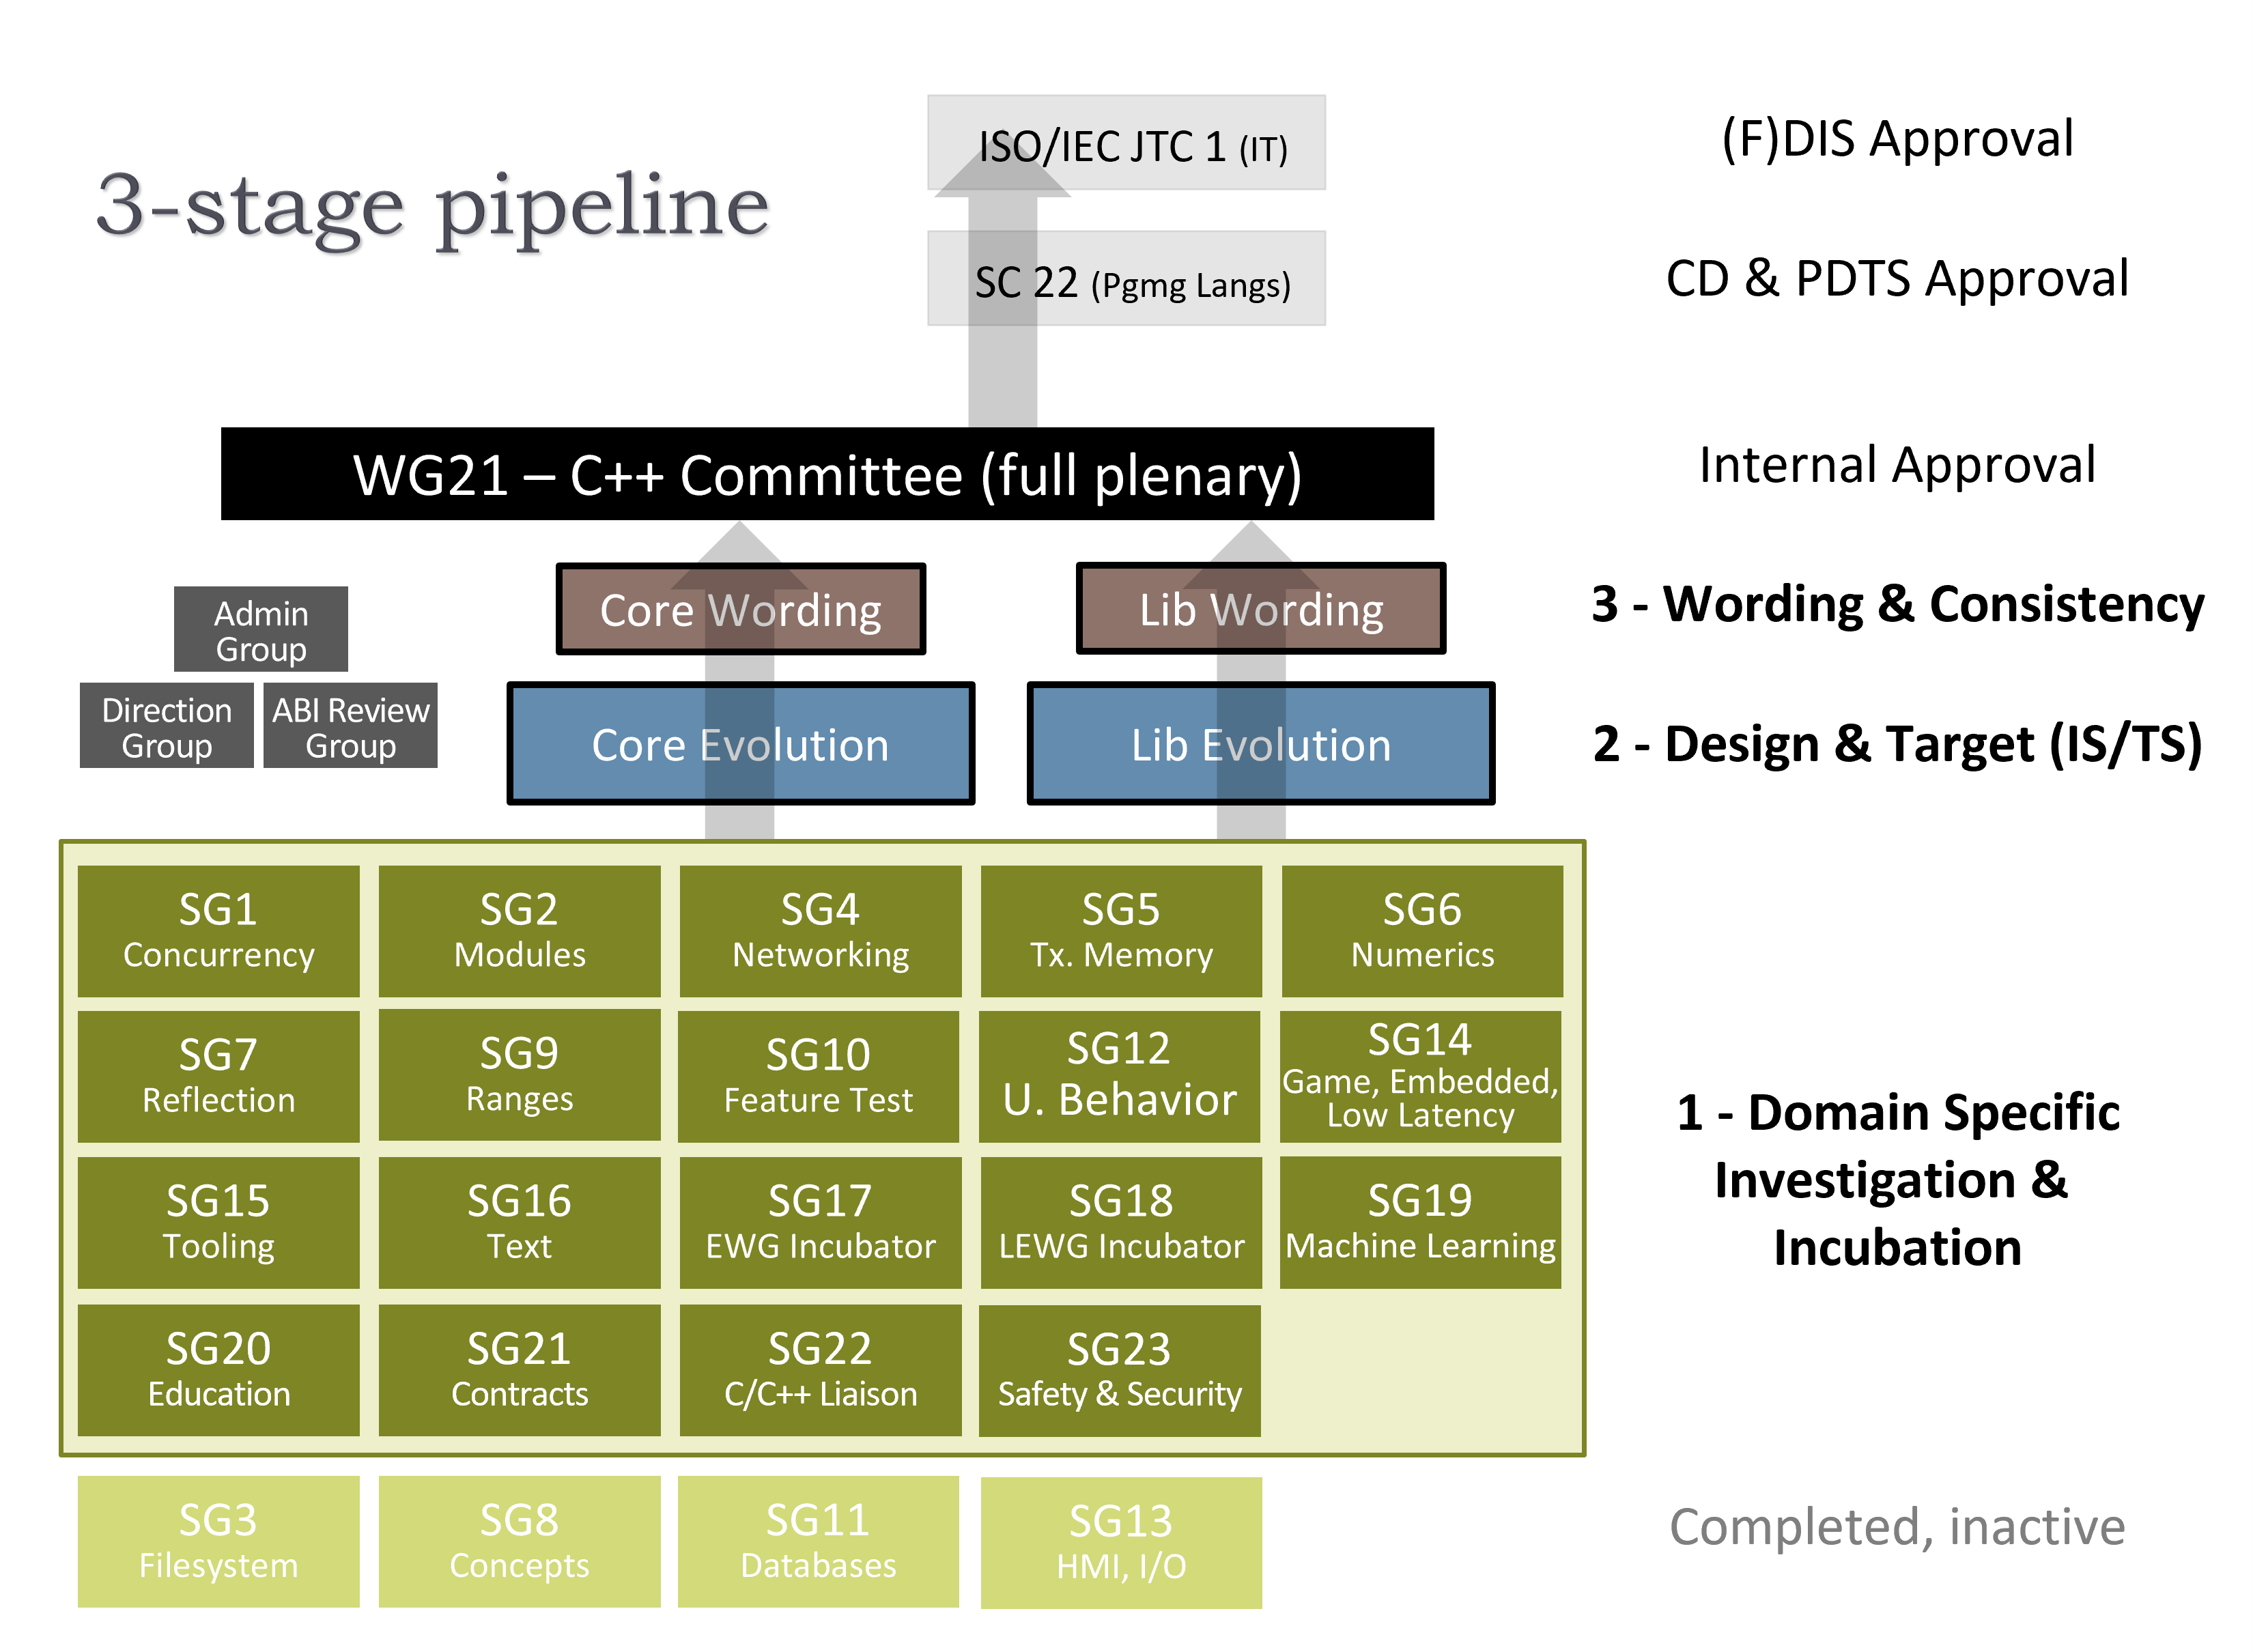 3-stage pipeline
ISO/IEC JTC 1 (IT)
(F)DIS Approval
SC 22 (Pgmg Langs)
CD & PDTS Approval
WG21 – C++ Committee (full plenary)
Internal Approval
Admin
Group
Core Wording
Lib Wording
3 - Wording & Consistency
Direction
Group
ABI Review
Group
Core Evolution
Lib Evolution
2 - Design & Target (IS/TS)
SG1
Concurrency
SG2
Modules
SG4
Networking
SG5
Tx. Memory
SG6
Numerics
SG7
Reflection
SG9
Ranges
SG10
Feature Test
SG12
U. Behavior
SG14
Game, Embedded,
Low Latency
SG15
Tooling
SG16
Text
SG17
EWG Incubator
SG18
LEWG Incubator
SG19
Machine Learning
1 - Domain Specific
Investigation &
Incubation
SG20
Education
SG21
Contracts
SG22
C/C++ Liaison
SG23
Safety & Security
SG3
Filesystem
SG8
Concepts
SG11
Databases
SG13
HMI, I/O
Completed, inactive